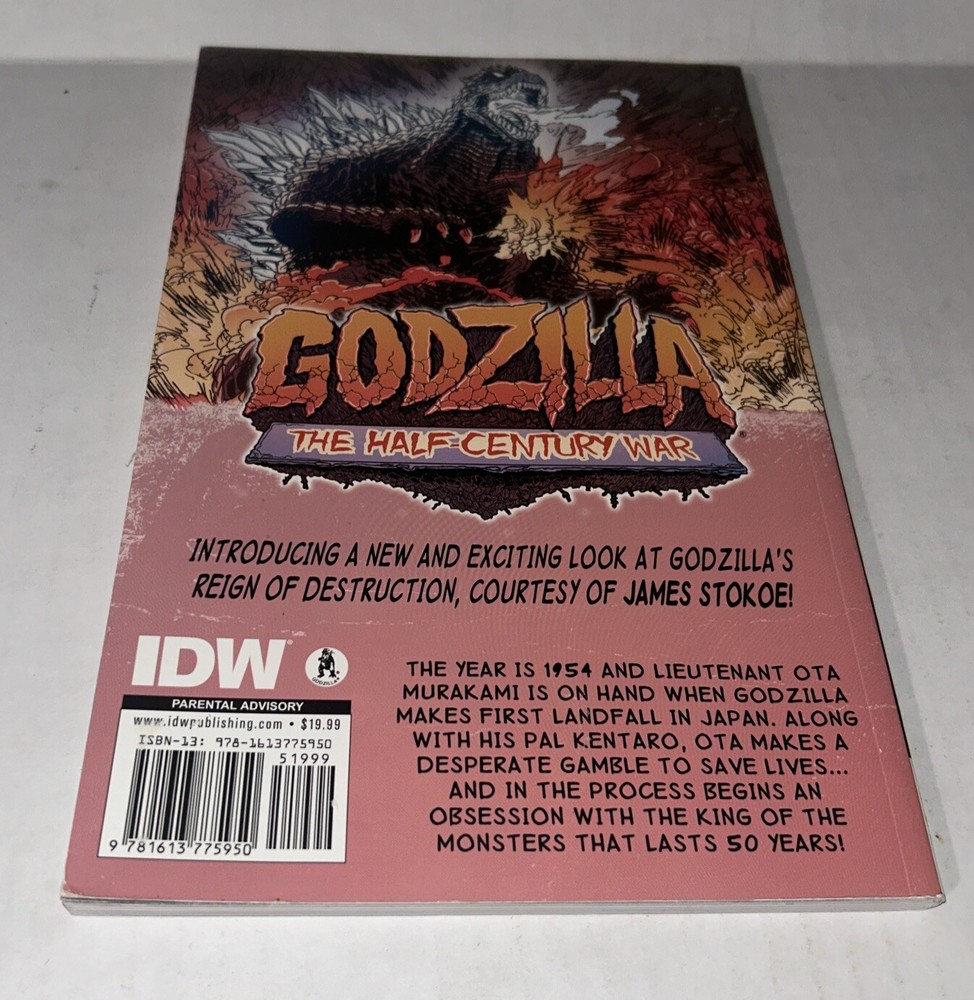 GODZILLA
THE HALF-CENTURY WAR
INTRODUCING A NEW AND EXCITING LOOK AT GODZILLA'S
REIGN OF DESTRUCTION, COURTESY OF JAMES STOKOE!
IDW
GODZILLA
PARENTAL ADVISORY
www.idwpublishing.com • $19.99
ISBN-13: 978-1613775950
51999
9 781613 775950
THE YEAR IS 1954 AND LIEUTENANT OTA
MURAKAMI IS ON HAND WHEN GODZILLA
MAKES FIRST LANDFALL IN JAPAN. ALONG
WITH HIS PAL KENTARO, OTA MAKES A
DESPERATE GAMBLE TO SAVE LIVES...
AND IN THE PROCESS BEGINS AN
OBSESSION WITH THE KING OF THE
MONSTERS THAT LASTS 50 YEARS!